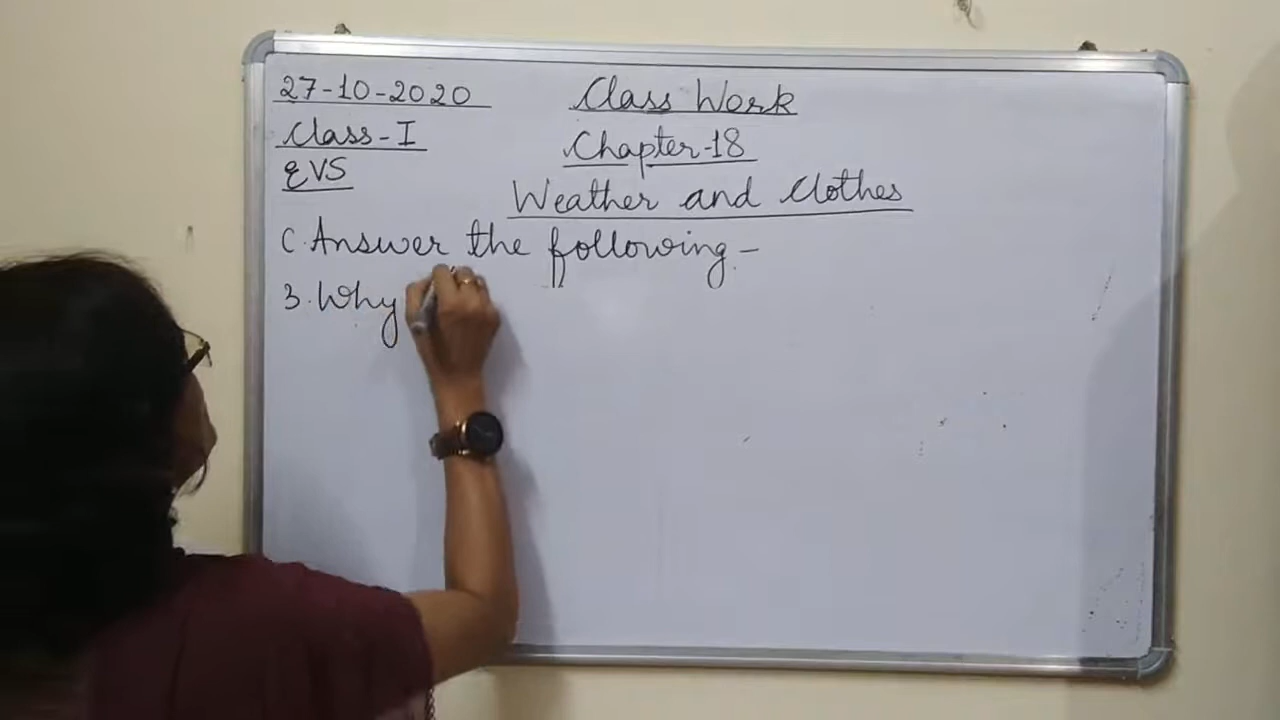 27-10-2020 Class Work
Class-I Chapter-18
EVS
Weather and Clothes
C. Answer the following -
3. Why